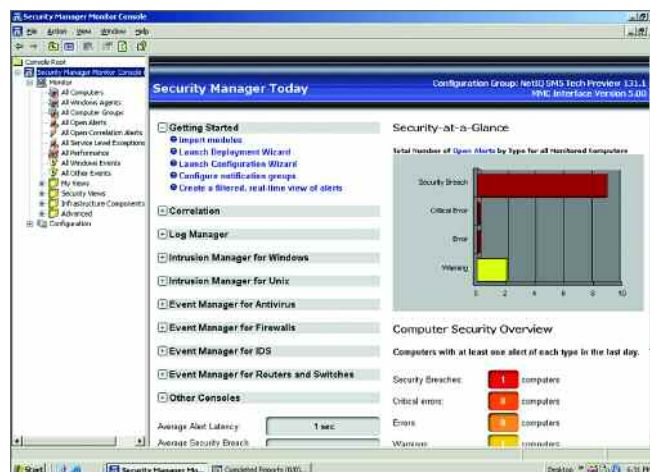 Security Manager Monitor Console
File Action View Window Help
Console Root
Security Manager Monitor Console
Monitor
All Computers
All Windows Agents
All Computer Groups
All Open Alerts
All Open Correlation Alerts
All Service Level Exceptions
All Performance
All Windows Events
All Other Events
My Views
Security Views
Infrastructure Components
Advanced
Configuration
Security Manager Today
Configuration Group: NetIQ SMS Tech Preview 131.1
MMC Interface Version 5.00
Getting Started
Import modules
Launch Deployment Wizard
Launch Configuration Wizard
Configure notification groups
Create a filtered, real-time view of alerts
Correlation
Log Manager
Intrusion Manager for Windows
Intrusion Manager for Unix
Event Manager for Antivirus
Event Manager for Firewalls
Event Manager for IDS
Event Manager for Routers and Switches
Other Consoles
Average Alert Latency: 1 sec
Average Security Breach
Security-at-a-Glance
Total Number of Open Alerts by Type for all Monitored Computers
Security Breach
Critical Error
Error
Warning
0 2 4 6 8 10
Computer Security Overview
Computers with at least one alert of each type in the last day.
Security Breaches: 1 computers
Critical errors: computers
Errors computers
Warnings 1 computers
Start
Security Manager Mo...
Completed Reports
Desktop